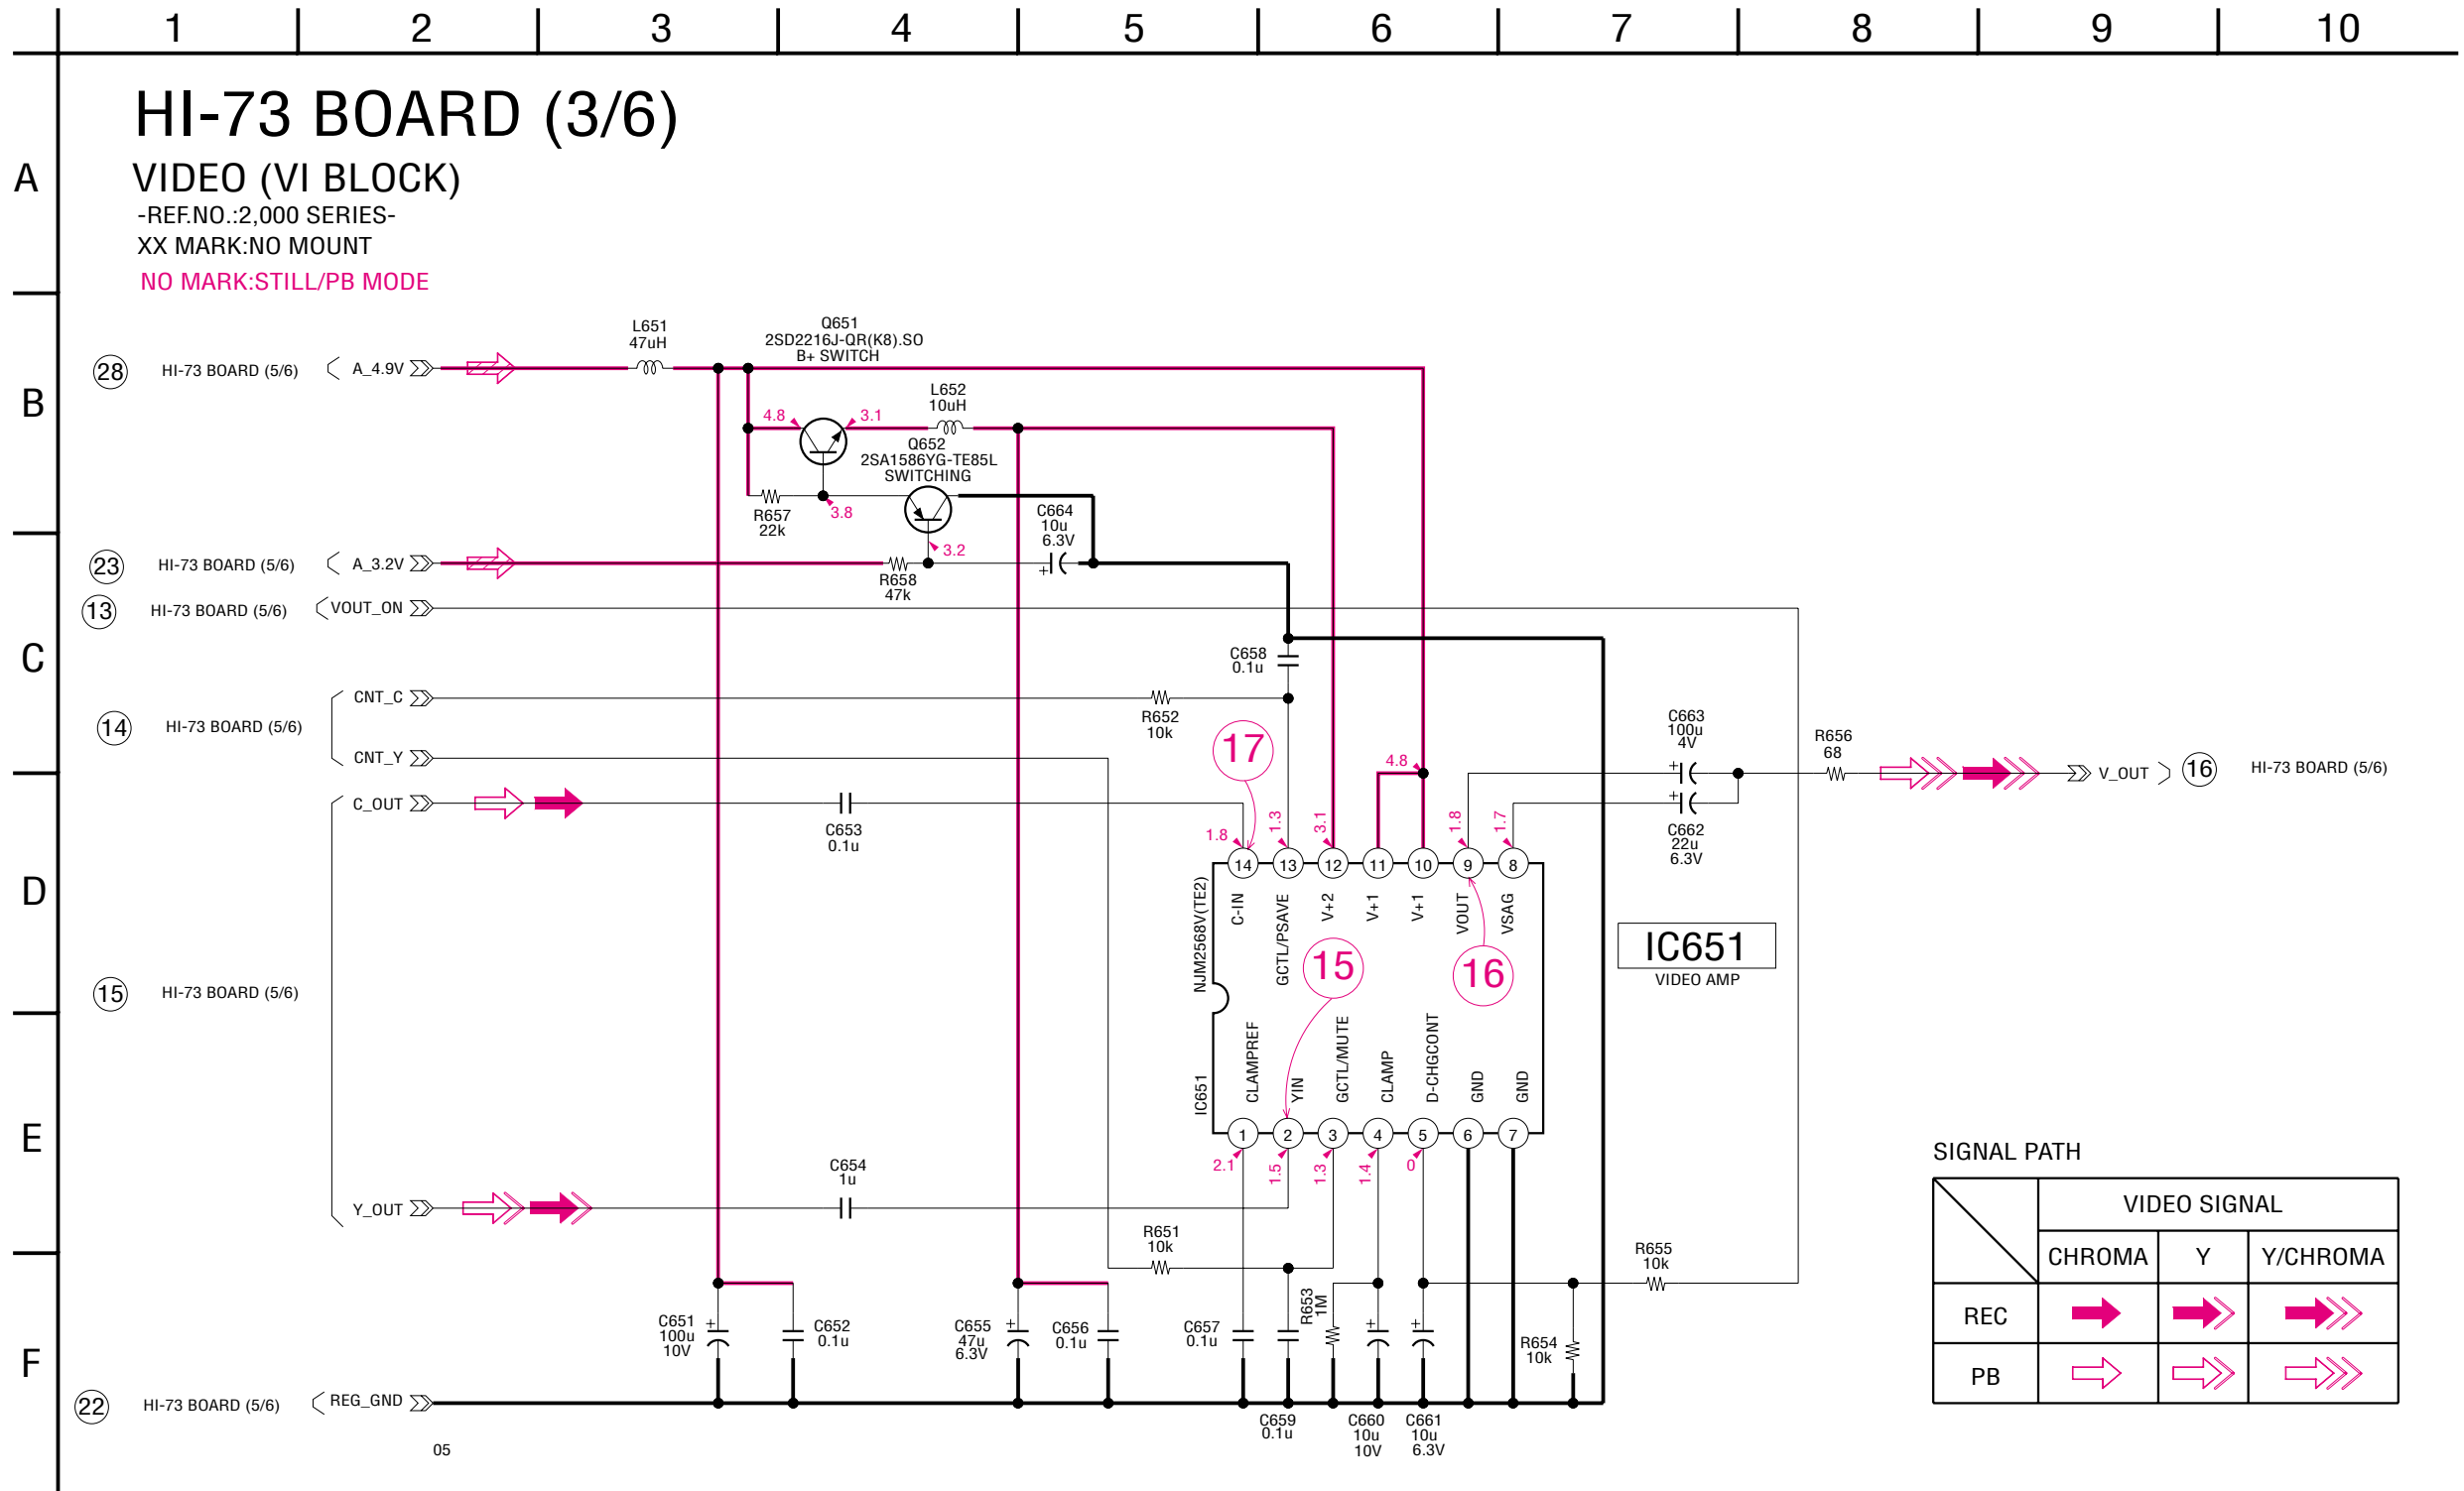 1 2 3 4 5 6 7 8 9 10
HI-73 BOARD (3/6)
A
VIDEO (VI BLOCK)
-REF.NO.:2,000 SERIES-
XX MARK:NO MOUNT
NO MARK:STILL/PB MODE
B
28 HI-73 BOARD (5/6) A_4.9V
L651
47uH
Q651
2SD2216J-QR(K8).SO
B+ SWITCH
4.8
3.1
L652
10uH
Q652
2SA1586YG-TE85L
SWITCHING
R657
22k
3.8
C664
10u
6.3V
3.2
23 HI-73 BOARD (5/6) A_3.2V
R658
47k
13 HI-73 BOARD (5/6) VOUT_ON
C
C658
0.1u
CNT_C
R652
10k
14 HI-73 BOARD (5/6)
CNT_Y
17
4.8
C663
100u
4V
R656
68
V_OUT 16 HI-73 BOARD (5/6)
C_OUT
C653
0.1u
C662
22u
6.3V
1.8
1.3
3.1
1.8
1.7
14 13 12 11 10 9 8
D
NJM2568V(TE2)
C-IN
GCTL/PSAVE
V+2
V+1
V+1
VOUT
VSAG
15
16
IC651
VIDEO AMP
15 HI-73 BOARD (5/6)
E
IC651
CLAMPREF
YIN
GCTL/MUTE
CLAMP
D-CHGCONT
GND
GND
1 2 3 4 5 6 7
2.1
1.5
1.3
1.4
0
C654
1u
Y_OUT
R651
10k
R655
10k
SIGNAL PATH
VIDEO SIGNAL
CHROMA Y Y/CHROMA
REC
PB
F
C651
100u
10V
C652
0.1u
C655
47u
6.3V
C656
0.1u
C657
0.1u
R653
1M
R654
10k
22 HI-73 BOARD (5/6) REG_GND
C659
0.1u
C660
10u
10V
C661
10u
6.3V
05